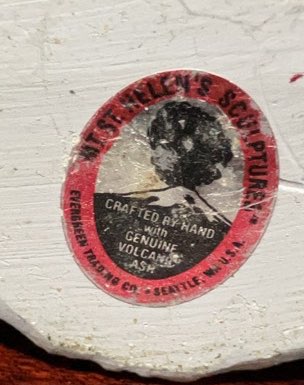 MT ST. HELEN'S SCULPTURE
CRAFTED BY HAND
with
GENUINE
VOLCANIC
ASH
EVERGREEN TRADING CO. • SEATTLE, WA. U.S.A.